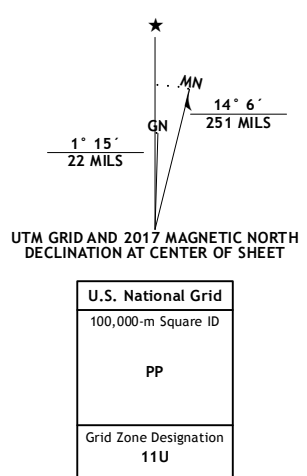 ★
MN
GN
14° 6´
251 MILS
1° 15´
22 MILS
UTM GRID AND 2017 MAGNETIC NORTH
DECLINATION AT CENTER OF SHEET
U.S. National Grid
100,000-m Square ID
PP
Grid Zone Designation
11U